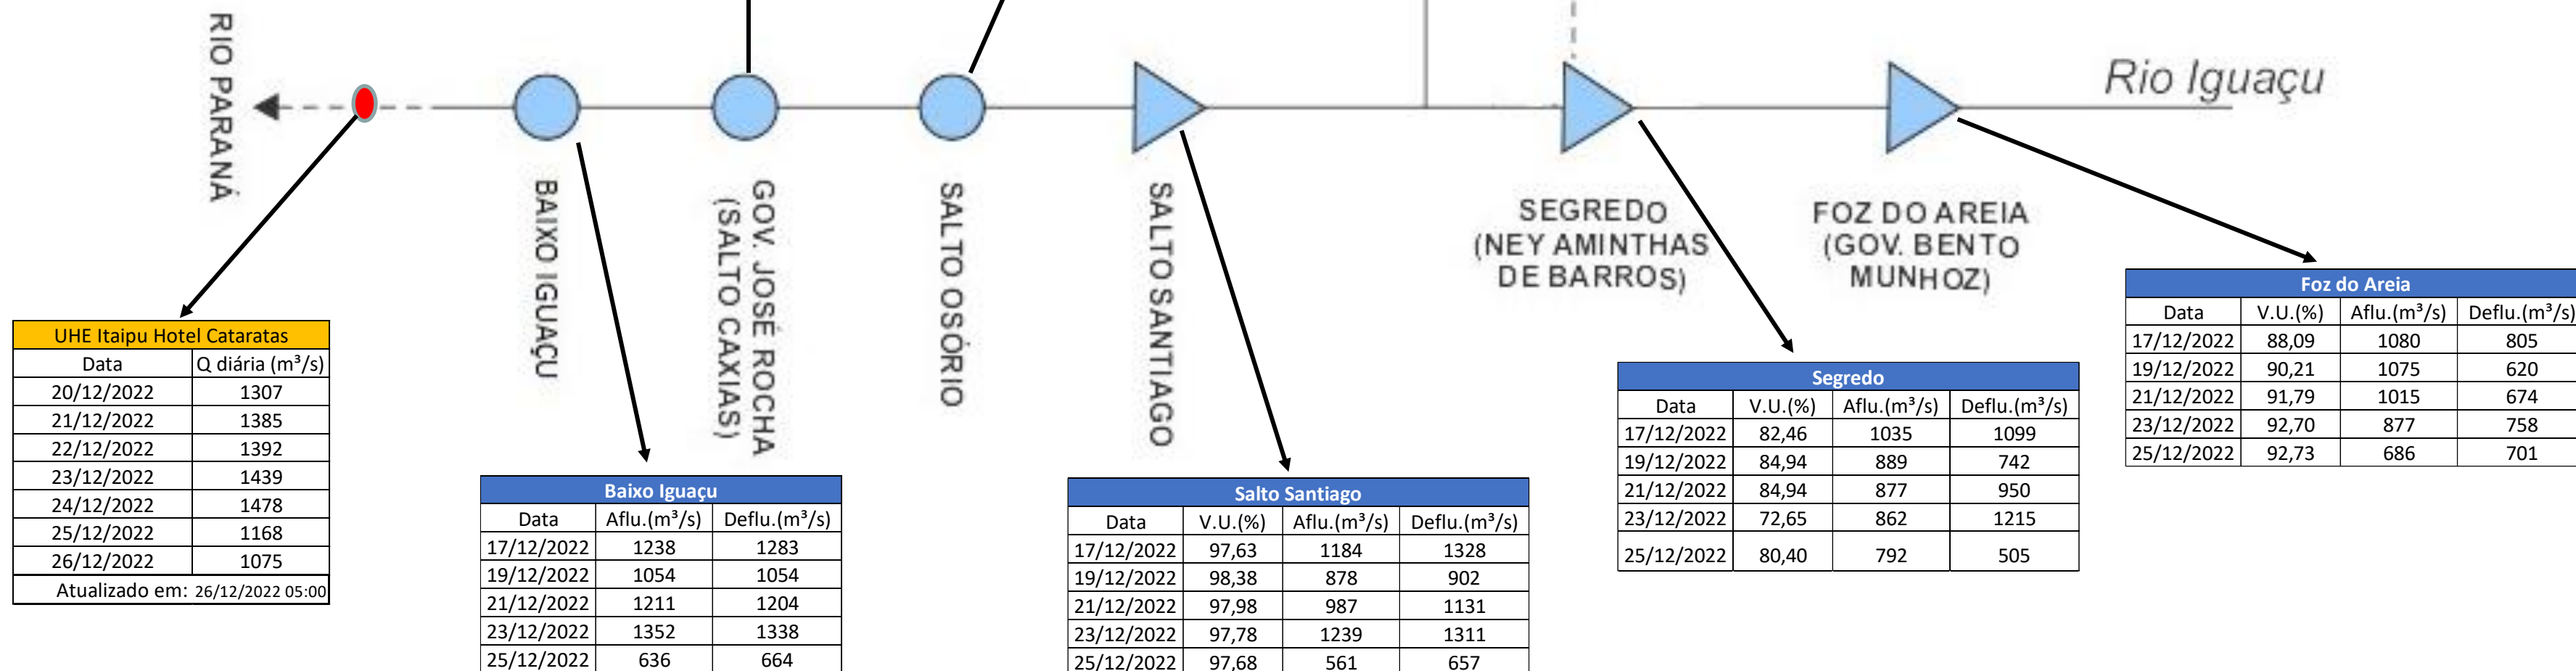 RIO PARANÁ
BAIXO IGUAÇU
GOV. JOSÉ ROCHA
(SALTO CAXIAS)
SALTO OSÓRIO
SALTO SANTIAGO
SEGREDO
(NEY AMINTHAS
DE BARROS)
FOZ DO AREIA
(GOV. BENTO
MUNHOZ)
Rio Iguaçu
UHE Itaipu Hotel Cataratas
Data Q diária (m³/s)
20/12/2022 1307
21/12/2022 1385
22/12/2022 1392
23/12/2022 1439
24/12/2022 1478
25/12/2022 1168
26/12/2022 1075
Atualizado em: 26/12/2022 05:00
Baixo Iguaçu
Data Aflu.(m³/s) Deflu.(m³/s)
17/12/2022 1238 1283
19/12/2022 1054 1054
21/12/2022 1211 1204
23/12/2022 1352 1338
25/12/2022 636 664
Salto Santiago
Data V.U.(%) Aflu.(m³/s) Deflu.(m³/s)
17/12/2022 97,63 1184 1328
19/12/2022 98,38 878 902
21/12/2022 97,98 987 1131
23/12/2022 97,78 1239 1311
25/12/2022 97,68 561 657
Segredo
Data V.U.(%) Aflu.(m³/s) Deflu.(m³/s)
17/12/2022 82,46 1035 1099
19/12/2022 84,94 889 742
21/12/2022 84,94 877 950
23/12/2022 72,65 862 1215
25/12/2022 80,40 792 505
Foz do Areia
Data V.U.(%) Aflu.(m³/s) Deflu.(m³/s)
17/12/2022 88,09 1080 805
19/12/2022 90,21 1075 620
21/12/2022 91,79 1015 674
23/12/2022 92,70 877 758
25/12/2022 92,73 686 701